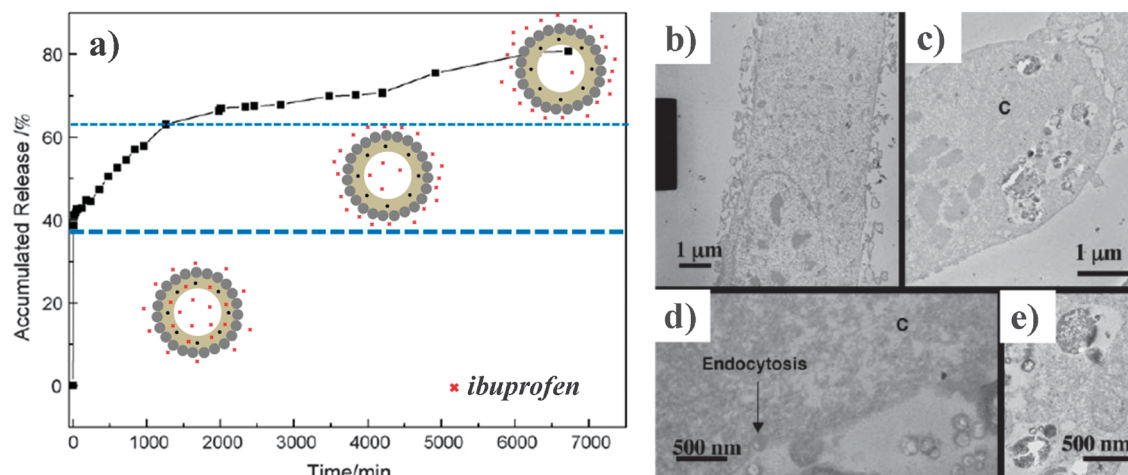 a)
Accumulated Release /%
80
60
40
20
0
0 1000 2000 3000 4000 5000 6000 7000
Time/min
ibuprofen
b)
1 μm
c)
C
1 μm
d)
C
Endocytosis
500 nm
e)
500 nm